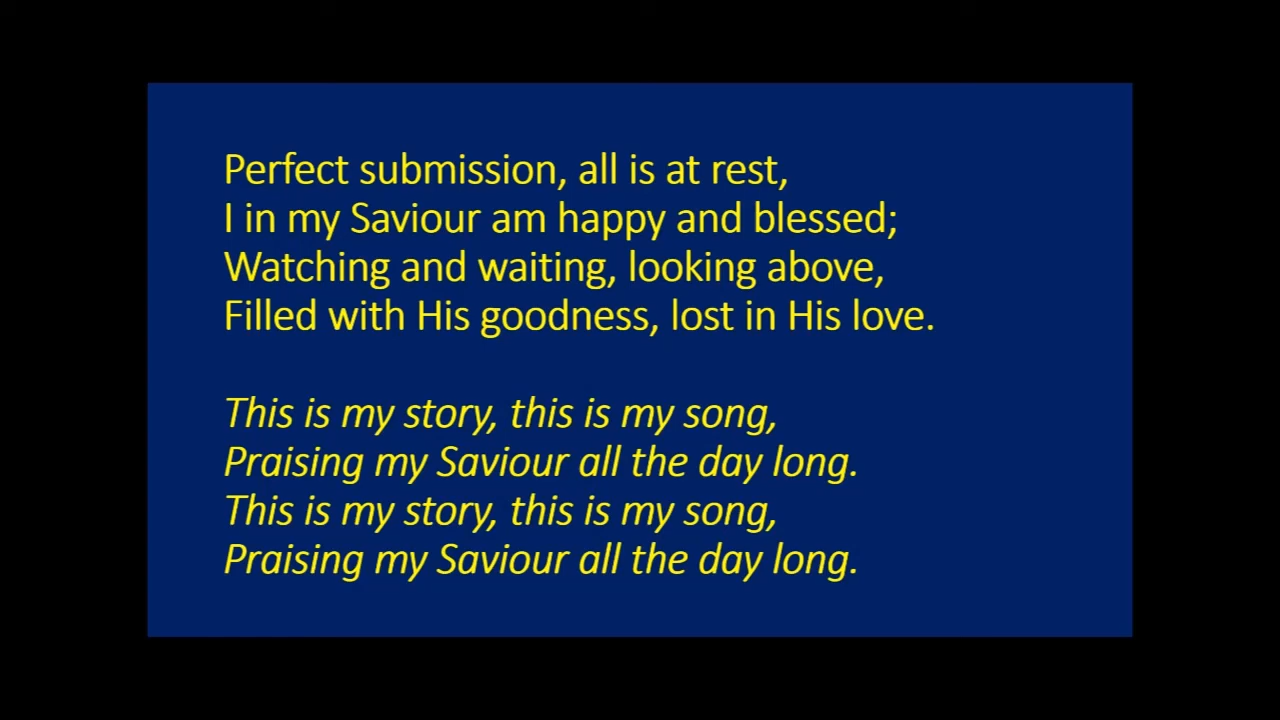 Perfect submission, all is at rest,
I in my Saviour am happy and blessed;
Watching and waiting, looking above,
Filled with His goodness, lost in His love.
This is my story, this is my song,
Praising my Saviour all the day long.
This is my story, this is my song,
Praising my Saviour all the day long.